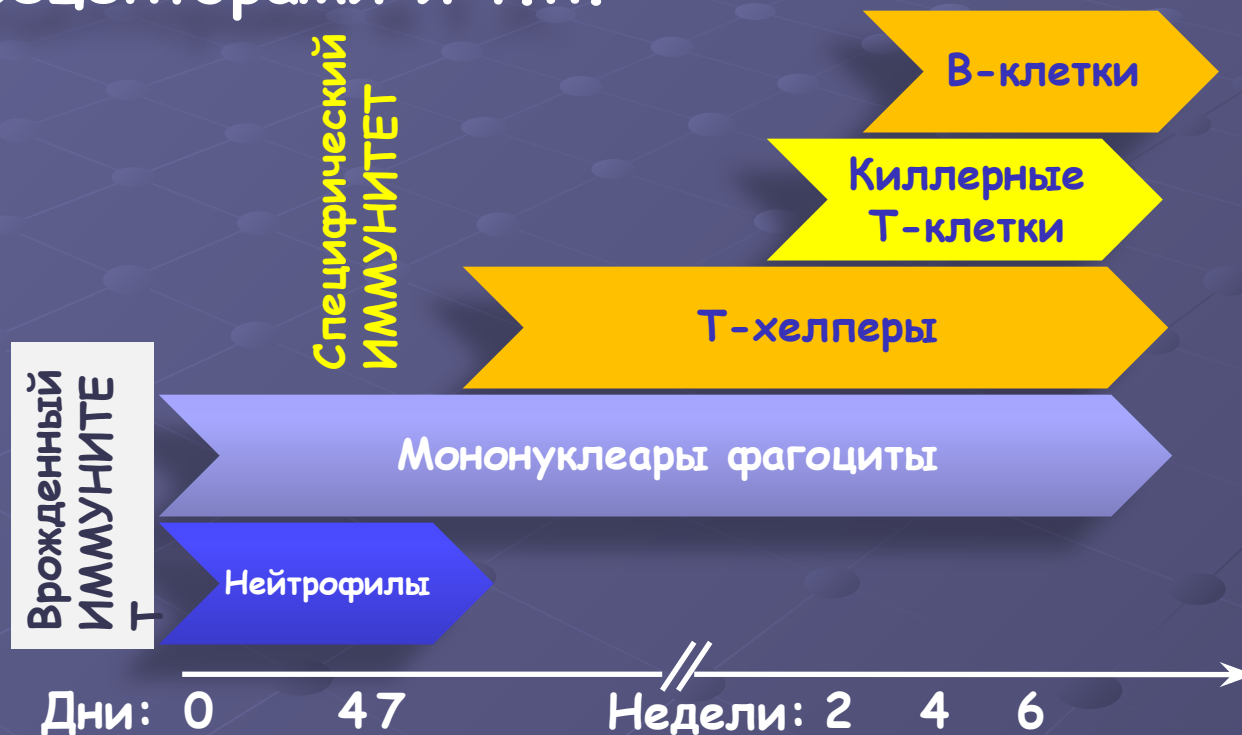 В-клетки
Киллерные
Т-клетки
Специфический
ИММУНИТЕТ
Т-хелперы
Врожденный
ИММУНИТЕ
Т
Мононуклеары фагоциты
Нейтрофилы
Дни: 0 4 7 Недели: 2 4 6